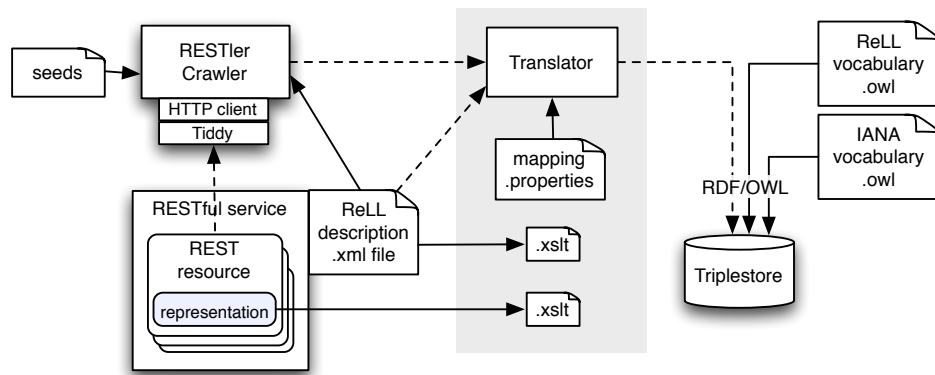 seeds
RESTler
Crawler
HTTP client
Tiddy
RESTful service
REST
resource
representation
ReLL
description
.xml file
Translator
mapping
.properties
.xslt
.xslt
ReLL
vocabulary
.owl
IANA
vocabulary
.owl
RDF/OWL
Triplestore